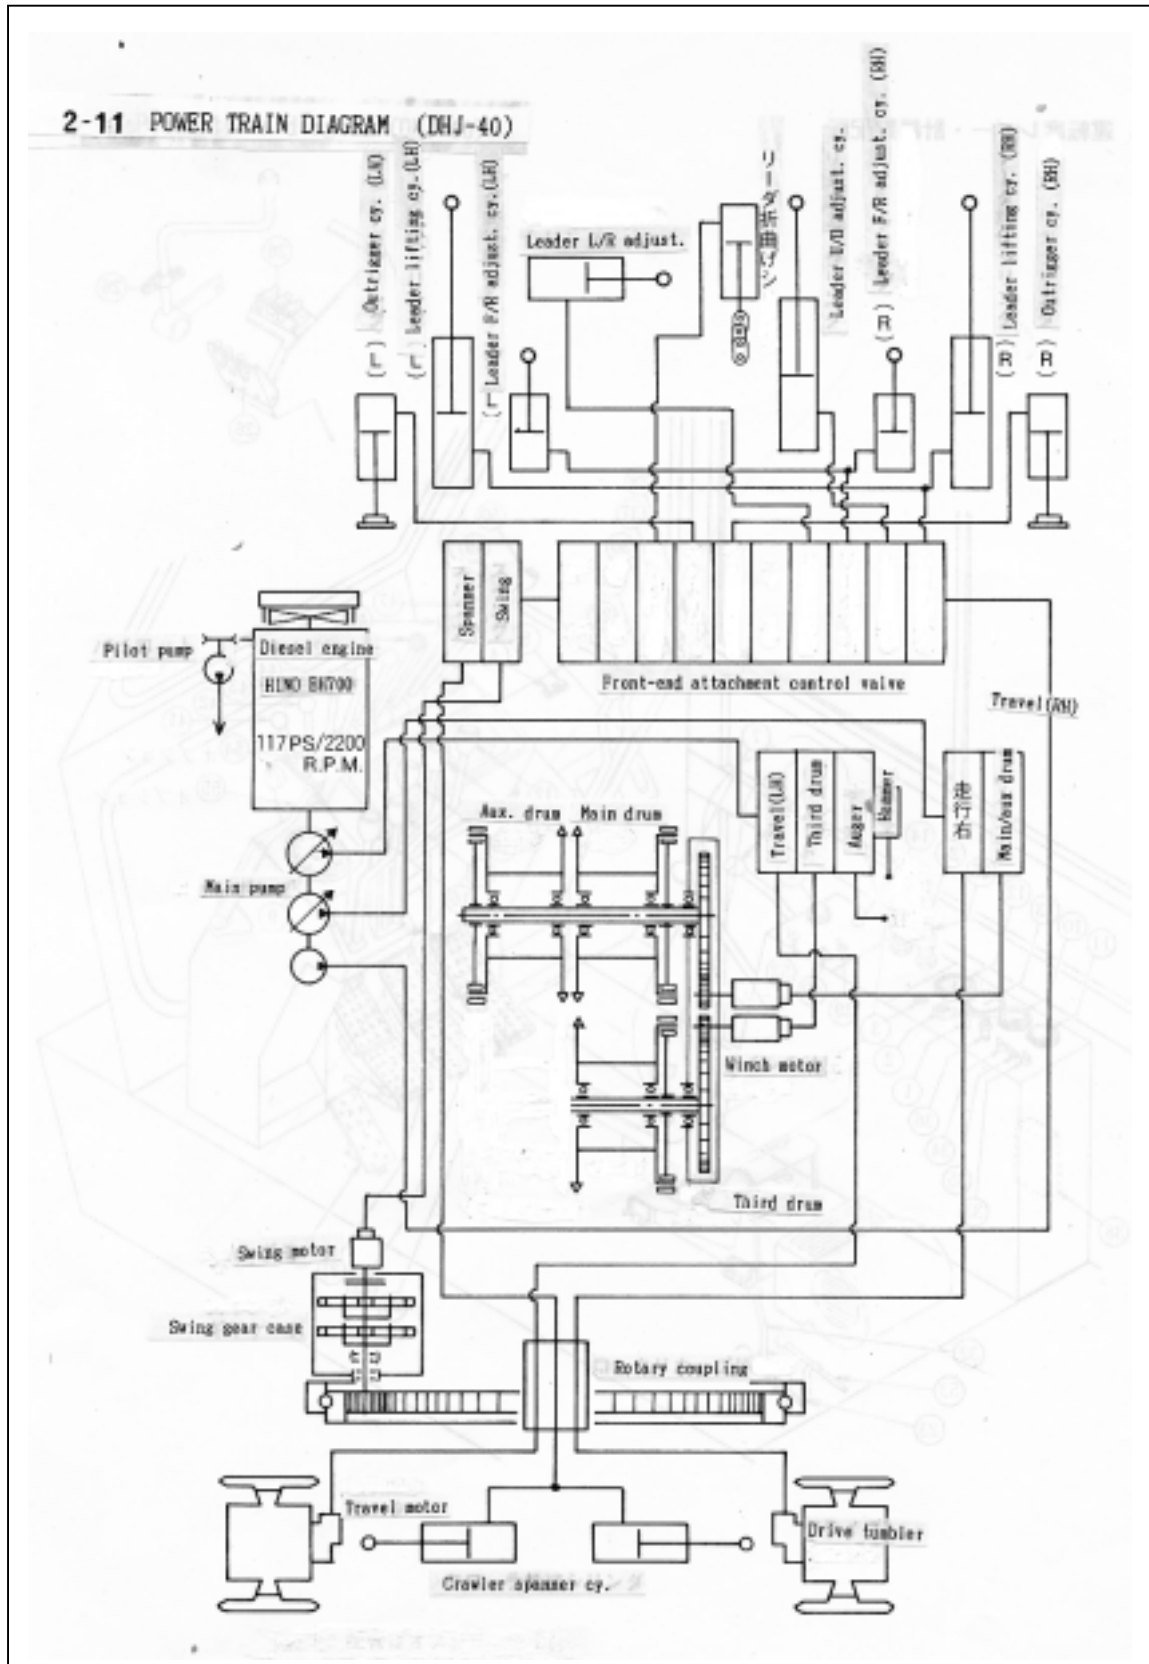 2-11 POWER TRAIN DIAGRAM (DHJ-40)
Outrigger cy. (LH)
Leader lifting cy.(LH)
Leader F/R adjust. cy.(LH)
Leader L/R adjust.
Leader U/D adjust. cy.
Leader F/R adjust. cy. (RH)
(R)
Leader lifting cy. (RH)
(R)
Outrigger cy. (RH)
(R)
Spanner
Swing
Front-end attachment control valve
Pilot pump
Diesel engine
HINO EH700
117PS/2200
R.P.M.
Main pump
Travel(RH)
Aux. drum
Main drum
Travel(LH)
Third drum
Auger
Hammer
走行右
Main/aux drum
Winch motor
Third drum
Swing motor
Swing gear case
Rotary coupling
Travel motor
Drive tumbler
Crawler spanner cy.